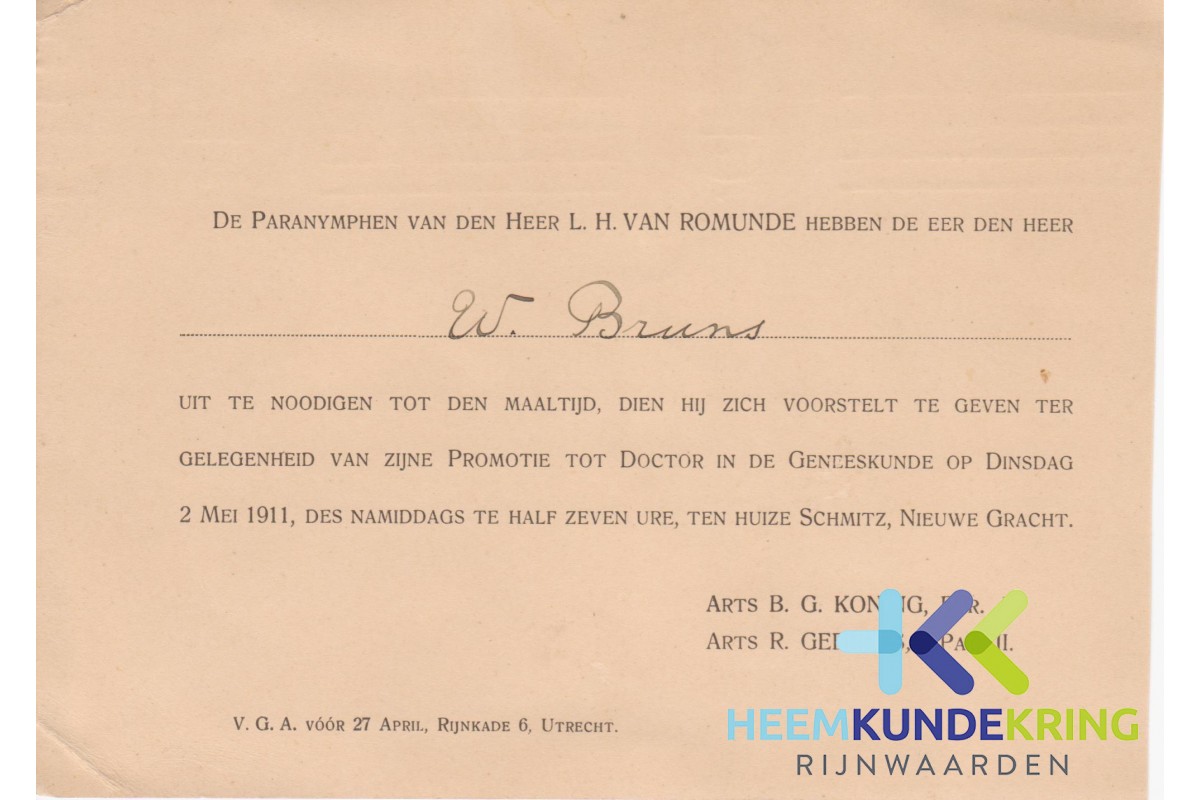 De Paranymphen van den Heer L. H. VAN ROMUNDE hebben de eer den heer
W. Bruns
uit te noodigen tot den maaltijd, dien hij zich voorstelt te geven ter
gelegenheid van zijne Promotie tot Doctor in de Geneeskunde op Dinsdag
2 Mei 1911, des namiddags te half zeven ure, ten huize Schmitz, Nieuwe Gracht.
Arts B. G.
Arts R.
V. G. A. vóór 27 April, Rijnkade 6, Utrecht.
HEEMKUNDEKRING
RIJNWAARDEN